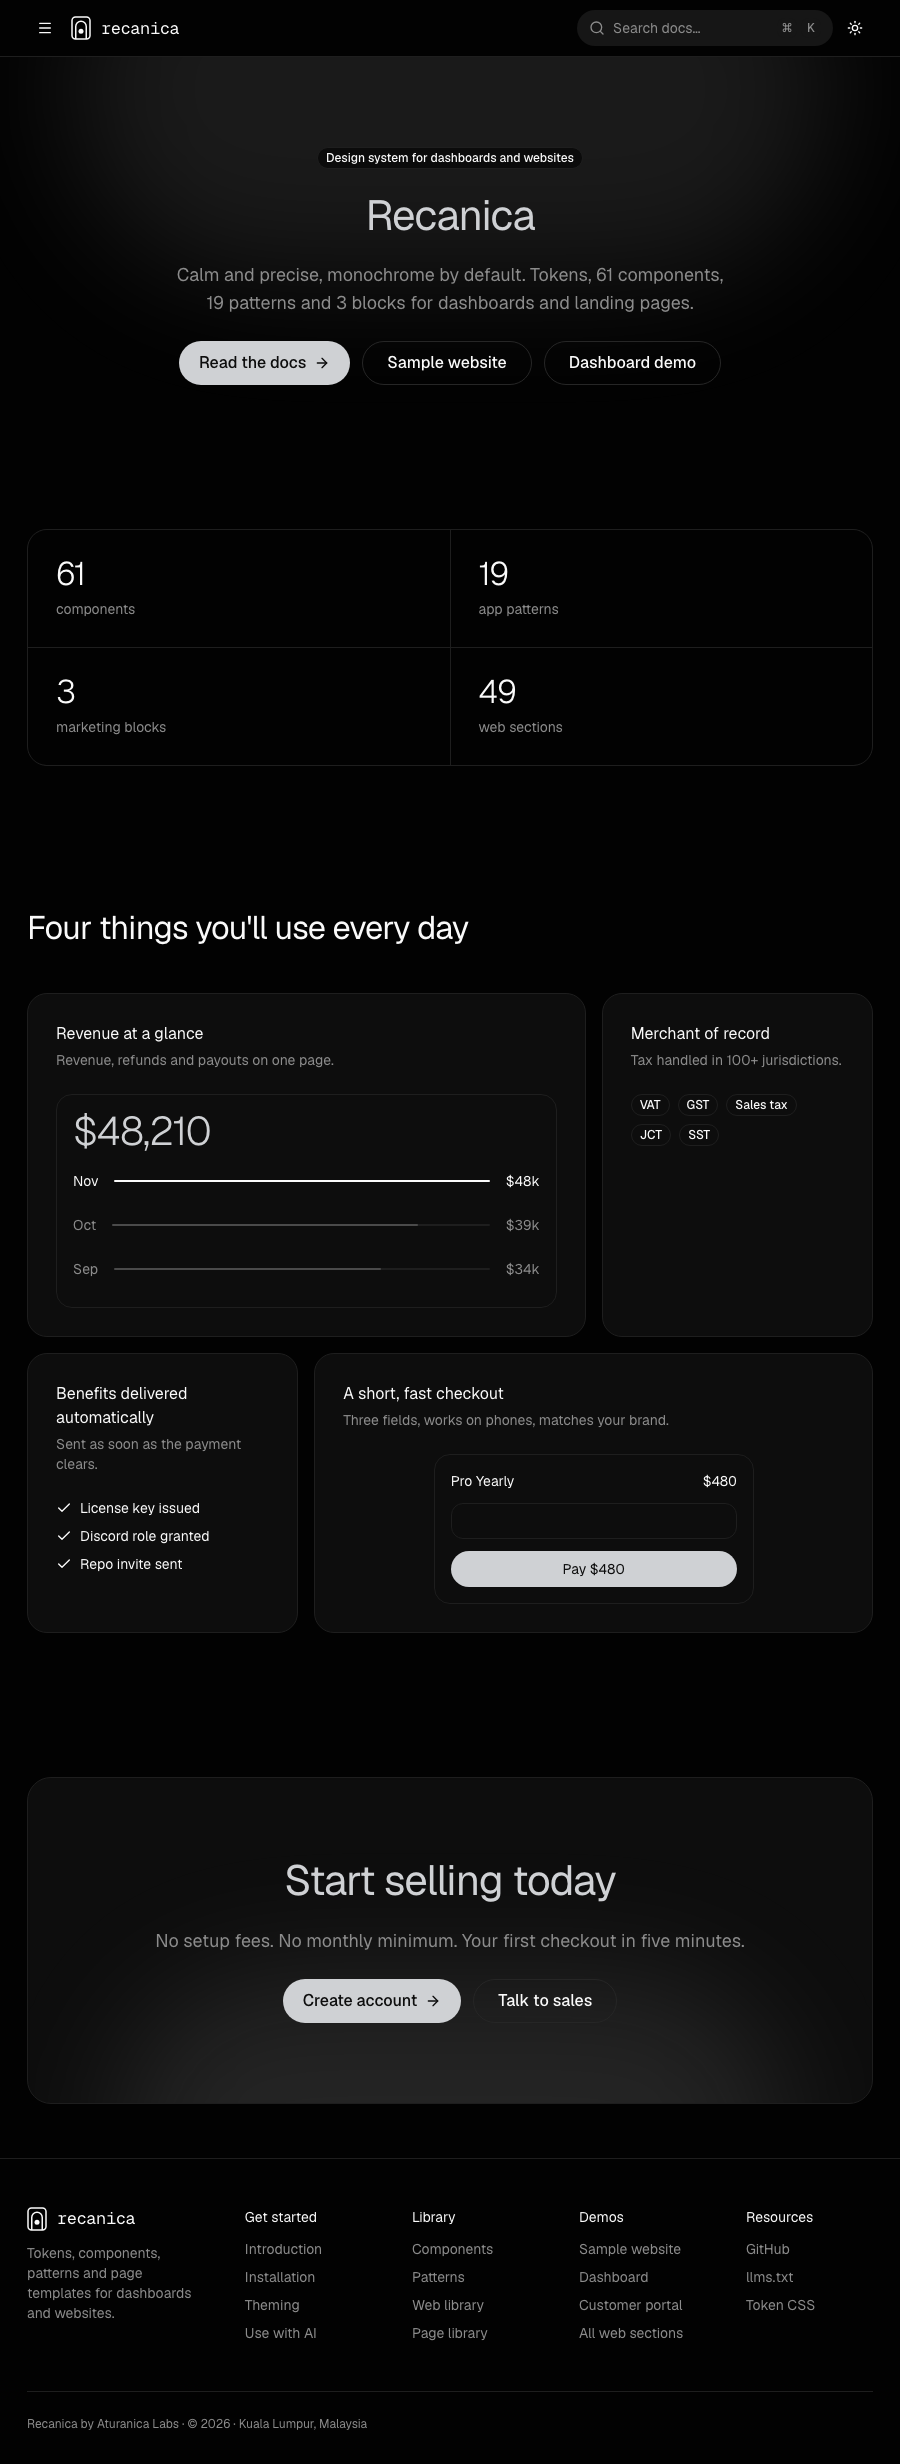 recanica
Search docs...
⌘ K
Design system for dashboards and websites
Recanica
Calm and precise, monochrome by default. Tokens, 61 components,
19 patterns and 3 blocks for dashboards and landing pages.
Read the docs →
Sample website
Dashboard demo
61
components
19
app patterns
3
marketing blocks
49
web sections
Four things you'll use every day
Revenue at a glance
Revenue, refunds and payouts on one page.
$48,210
Nov $48k
Oct $39k
Sep $34k
Merchant of record
Tax handled in 100+ jurisdictions.
VAT GST Sales tax
JCT SST
Benefits delivered
automatically
Sent as soon as the payment
clears.
License key issued
Discord role granted
Repo invite sent
A short, fast checkout
Three fields, works on phones, matches your brand.
Pro Yearly $480
Pay $480
Start selling today
No setup fees. No monthly minimum. Your first checkout in five minutes.
Create account →
Talk to sales
recanica
Tokens, components,
patterns and page
templates for dashboards
and websites.
Get started
Introduction
Installation
Theming
Use with AI
Library
Components
Patterns
Web library
Page library
Demos
Sample website
Dashboard
Customer portal
All web sections
Resources
GitHub
llms.txt
Token CSS
Recanica by Aturanica Labs · © 2026 · Kuala Lumpur, Malaysia